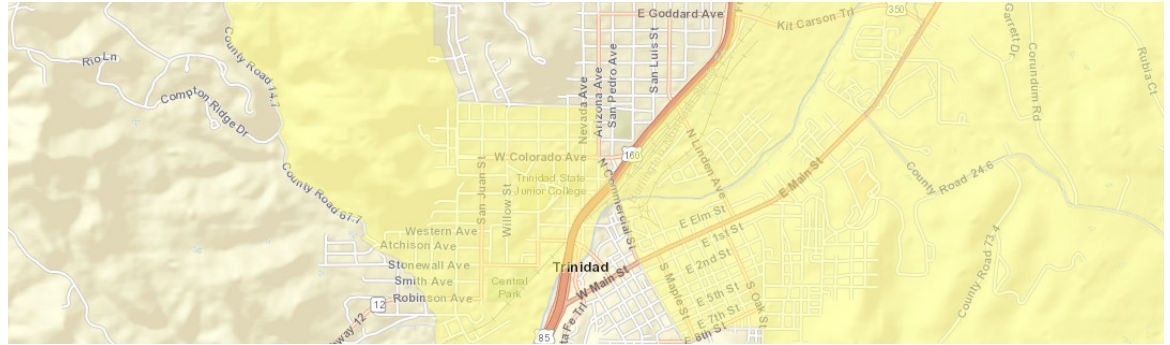 E Goddard Ave
350
Kit Carson Trl
Garrett Dr
Corundum Rd
Rubia Ct
Rio Ln
County Road 14.7
Compton Ridge Dr
Nevada Ave
Arizona Ave
San Pedro Ave
San Luis St
W Colorado Ave
160
N Linden Ave
San Juan St
Willow St
Trinidad State
Junior College
N Commercial St
E Main St
County Road 24.6
County Road 67.7
Western Ave
Atchison Ave
E Elm St
E 1st St
E 2nd St
County Road 73.4
Stonewall Ave
Trinidad
Smith Ave
Central
Park
W Main St
S Maple St
S Oak St
Robinson Ave
12
E 5th St
E 7th St
E 8th St
85